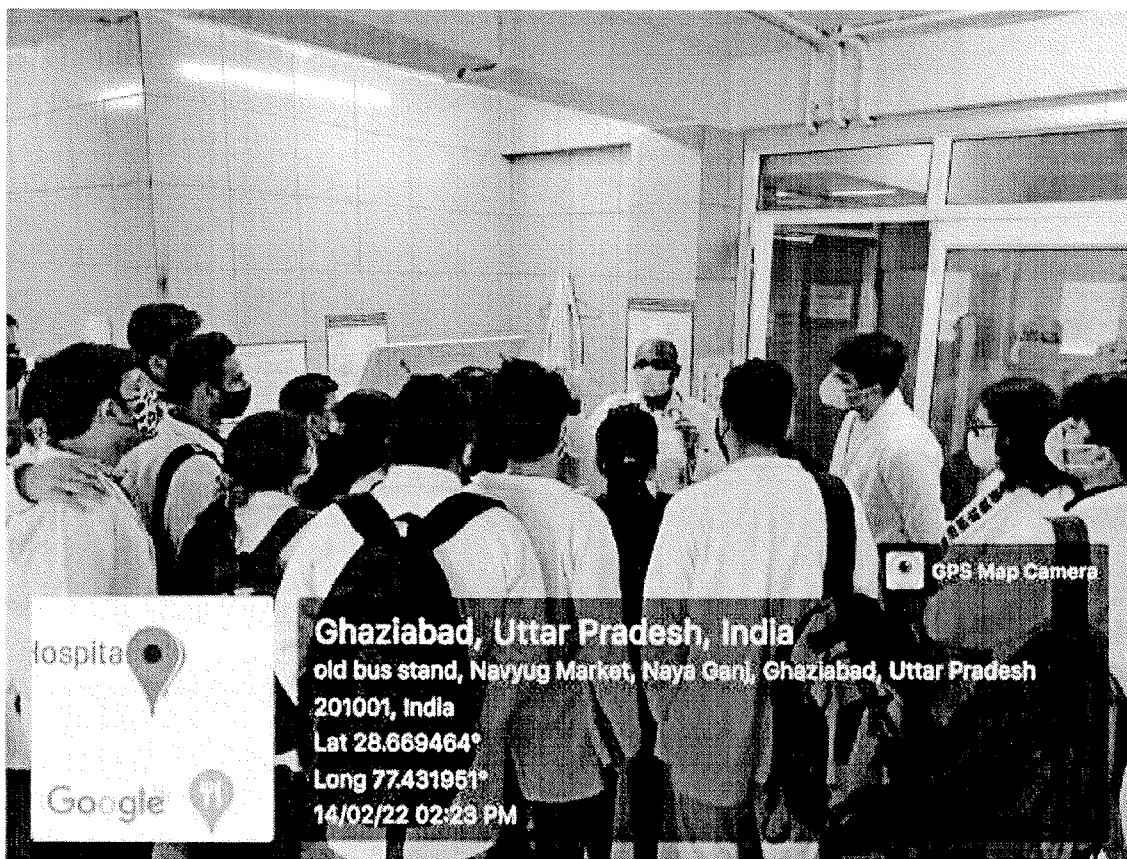 GPS Map Camera
Ghaziabad, Uttar Pradesh, India
old bus stand, Navyug Market, Naya Ganj, Ghaziabad, Uttar Pradesh
201001, India
Lat 28.669464°
Long 77.431951°
14/02/22 02:23 PM
lospita
Google